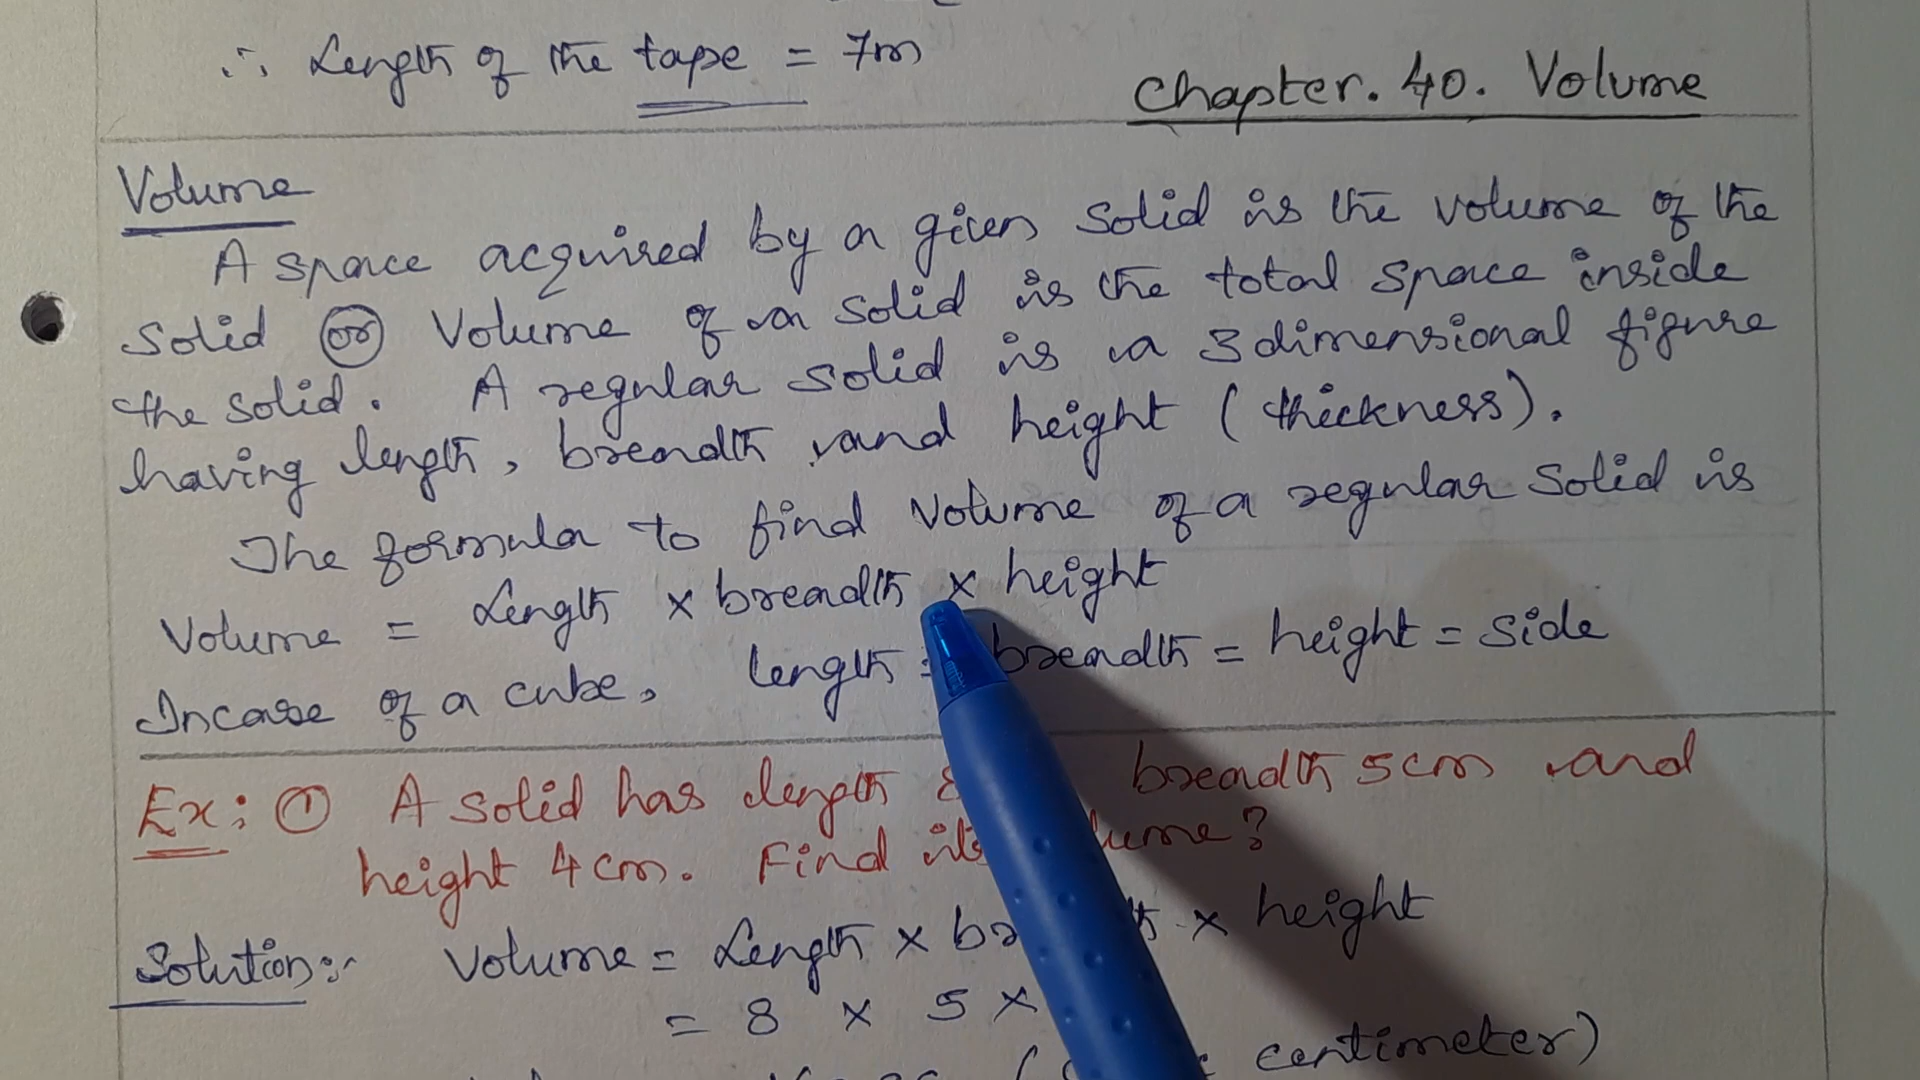 ∴ Length of the tape = 7m
Chapter. 40. Volume
Volume
A space acquired by a given solid is the volume of the
solid or Volume of a solid is the total space inside
the solid. A regular solid is a 3 dimensional figure
having length, breadth and height (thickness).
The formula to find Volume of a regular solid is
Volume = Length × breadth × height
Incase of a cube, length = breadth = height = side
Ex: ① A solid has length breadth 5cm and
height 4cm. Find its
Solution:- Volume = Length × × height
= 8 × 5 ×
centimeter)